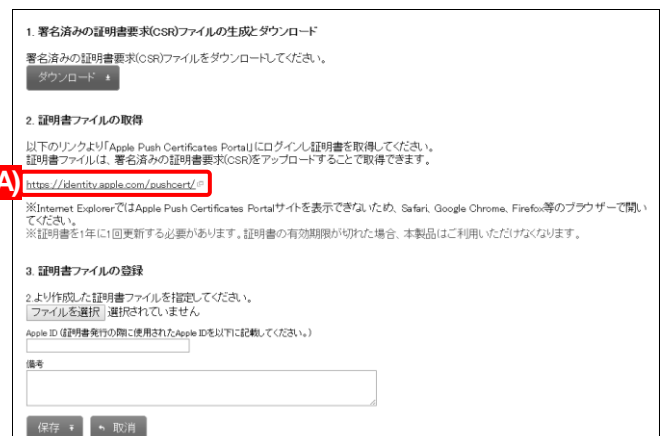 1. 署名済みの証明書要求(CSR)ファイルの生成とダウンロード
署名済みの証明書要求(CSR)ファイルをダウンロードしてください。
ダウンロード
2. 証明書ファイルの取得
以下のリンクより「Apple Push Certificates Portal」にログインし証明書を取得してください。
証明書ファイルは、署名済みの証明書要求(CSR)をアップロードすることで取得できます。
A)
https://identity.apple.com/pushcert/
※Internet ExplorerではApple Push Certificates Portalサイトを表示できないため、Safari、Google Chrome、Firefox等のブラウザーで開い
てください。
※証明書を1年に1回更新する必要があります。証明書の有効期限が切れた場合、本製品はご利用いただけなくなります。
3. 証明書ファイルの登録
2.より作成した証明書ファイルを指定してください。
ファイルを選択 選択されていません
Apple ID (証明書発行の際に使用されたApple IDを以下に記載してください。)
備考
保存 取消